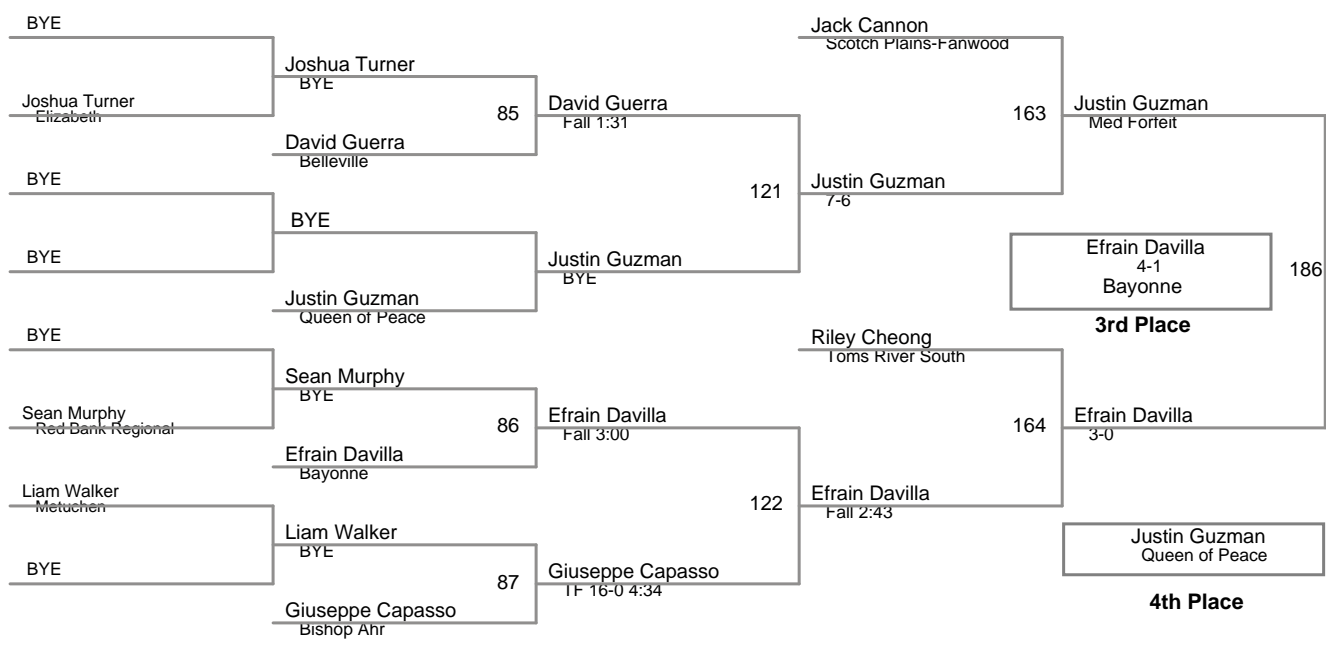 BYE
Joshua Turner
Elizabeth
BYE
BYE
BYE
Sean Murphy
Red Bank Regional
Liam Walker
Metuchen
BYE
Joshua Turner
BYE
85
David Guerra
Belleville
BYE
Justin Guzman
Queen of Peace
Sean Murphy
BYE
86
Efrain Davilla
Bayonne
Liam Walker
BYE
87
Giuseppe Capasso
Bishop Ahr
David Guerra
Fall 1:31
121
Justin Guzman
BYE
Efrain Davilla
Fall 3:00
122
Giuseppe Capasso
TF 16-0 4:34
Jack Cannon
Scotch Plains-Fanwood
163
Justin Guzman
7-6
Riley Cheong
Toms River South
164
Efrain Davilla
Fall 2:43
Justin Guzman
Med Forfeit
186
Efrain Davilla
3-0
Efrain Davilla
4-1
Bayonne
3rd Place
Justin Guzman
Queen of Peace
4th Place